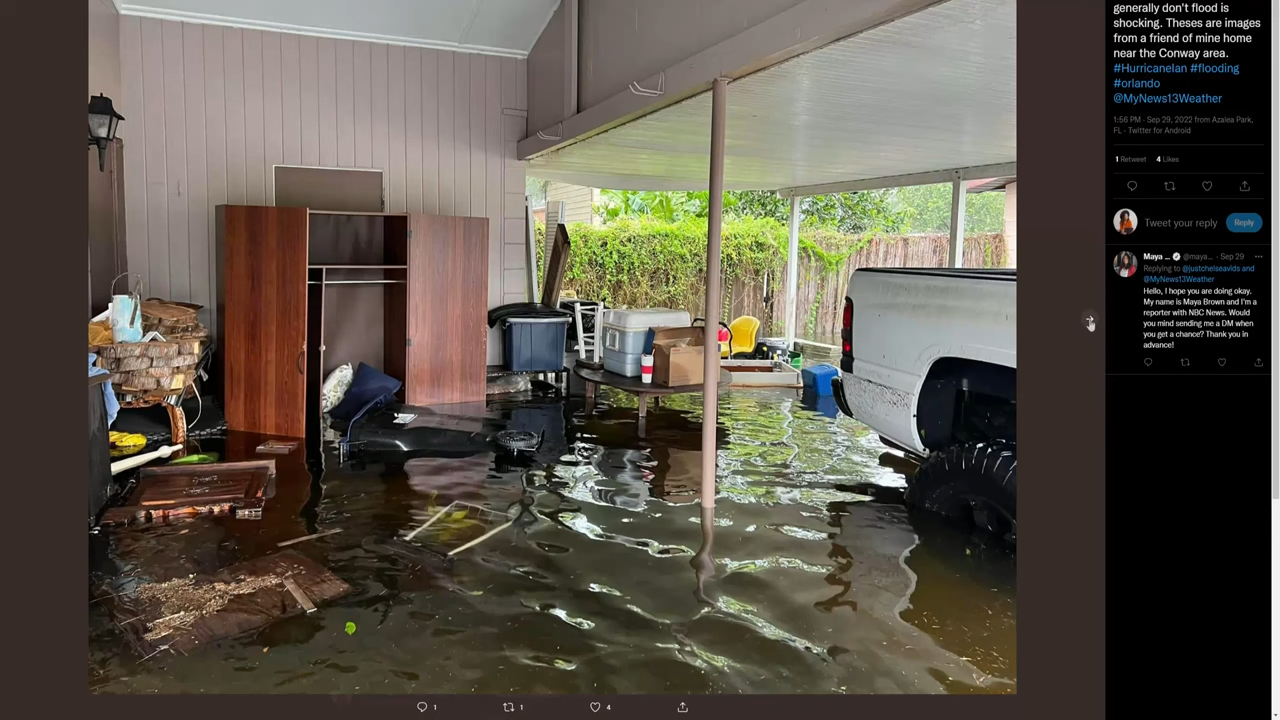 generally don't flood is
shocking. Theses are images
from a friend of mine home
near the Conway area.
#HurricaneIan #flooding
#orlando
@MyNews13Weather
1:56 PM · Sep 29, 2022 from Azalea Park,
FL · Twitter for Android
1 Retweet 4 Likes
Tweet your reply Reply
Maya ... @maya... · Sep 29 ...
Replying to @justchelseavids and
@MyNews13Weather
Hello, I hope you are doing okay.
My name is Maya Brown and I'm a
reporter with NBC News. Would
you mind sending me a DM when
you get a chance? Thank you in
advance!
1 1 4